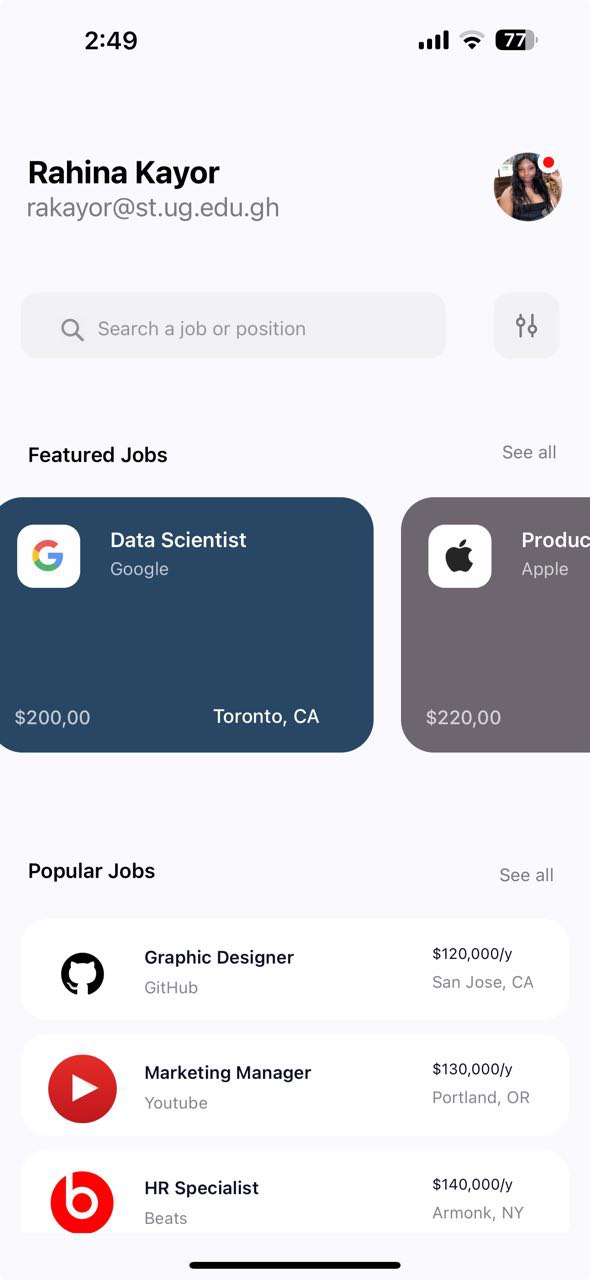 2:49
77
Rahina Kayor
rakayor@st.ug.edu.gh
Search a job or position
Featured Jobs
See all
Data Scientist
Google
$200,00
Toronto, CA
Produc
Apple
$220,00
Popular Jobs
See all
Graphic Designer
GitHub
$120,000/y
San Jose, CA
Marketing Manager
Youtube
$130,000/y
Portland, OR
HR Specialist
Beats
$140,000/y
Armonk, NY